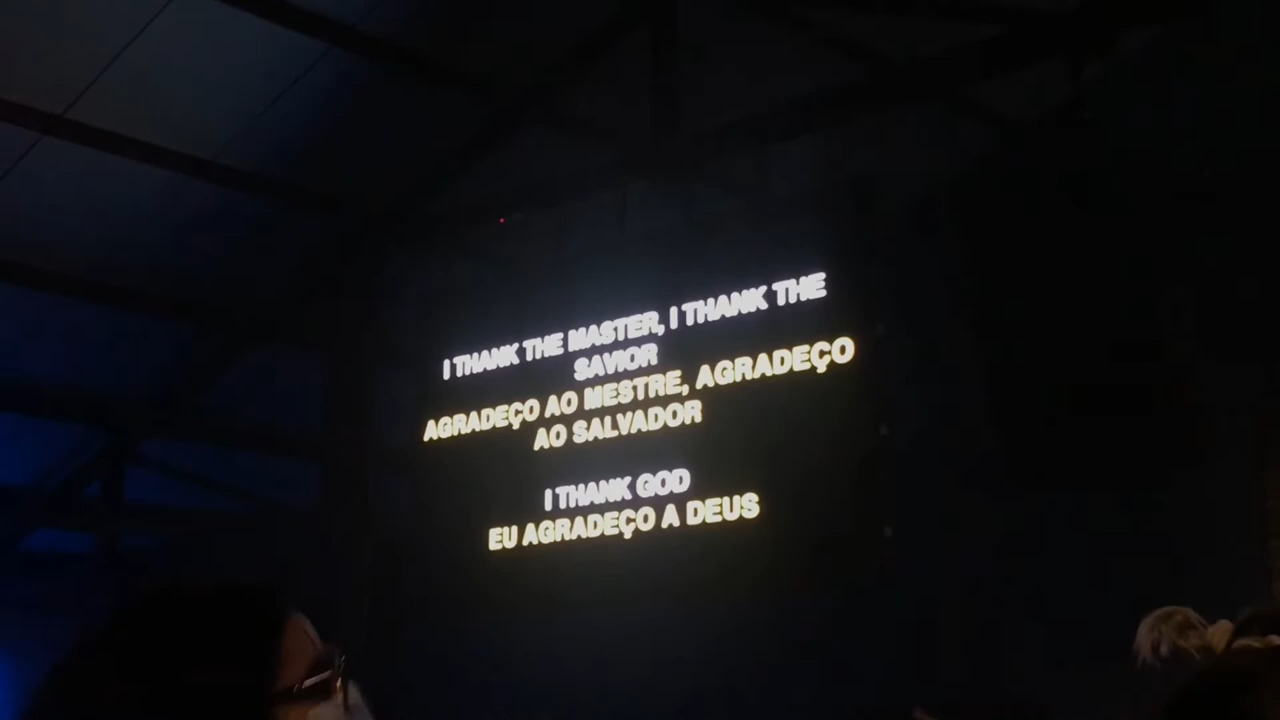 I THANK THE MASTER, I THANK THE
SAVIOR
AGRADEÇO AO MESTRE, AGRADEÇO
AO SALVADOR
I THANK GOD
EU AGRADEÇO A DEUS